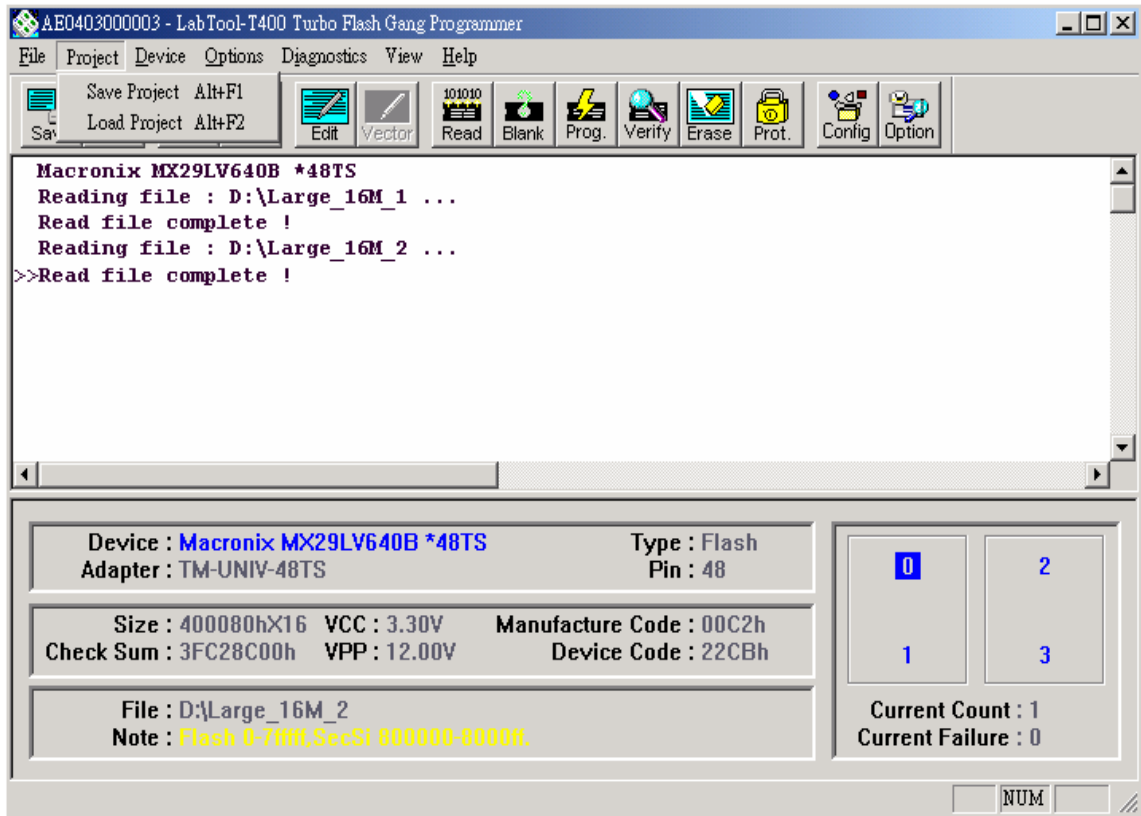 AE0403000003 - LabTool-T400 Turbo Flash Gang Programmer
File Project Device Options Diagnostics View Help
Save Project Alt+F1
Load Project Alt+F2
Sav Edit Vector Read Blank Prog. Verify Erase Prot. Config Option
101010
Macronix MX29LV640B *48TS
Reading file : D:\Large_16M_1 ...
Read file complete !
Reading file : D:\Large_16M_2 ...
>>Read file complete !
Device : Macronix MX29LV640B *48TS Type : Flash
Adapter : TM-UNIV-48TS Pin : 48
Size : 400080hX16 VCC : 3.30V Manufacture Code : 00C2h
Check Sum : 3FC28C00h VPP : 12.00V Device Code : 22CBh
File : D:\Large_16M_2
Note : Flash 0-7fffff,SecSi 800000-8000ff.
0 2
1 3
Current Count : 1
Current Failure : 0
NUM